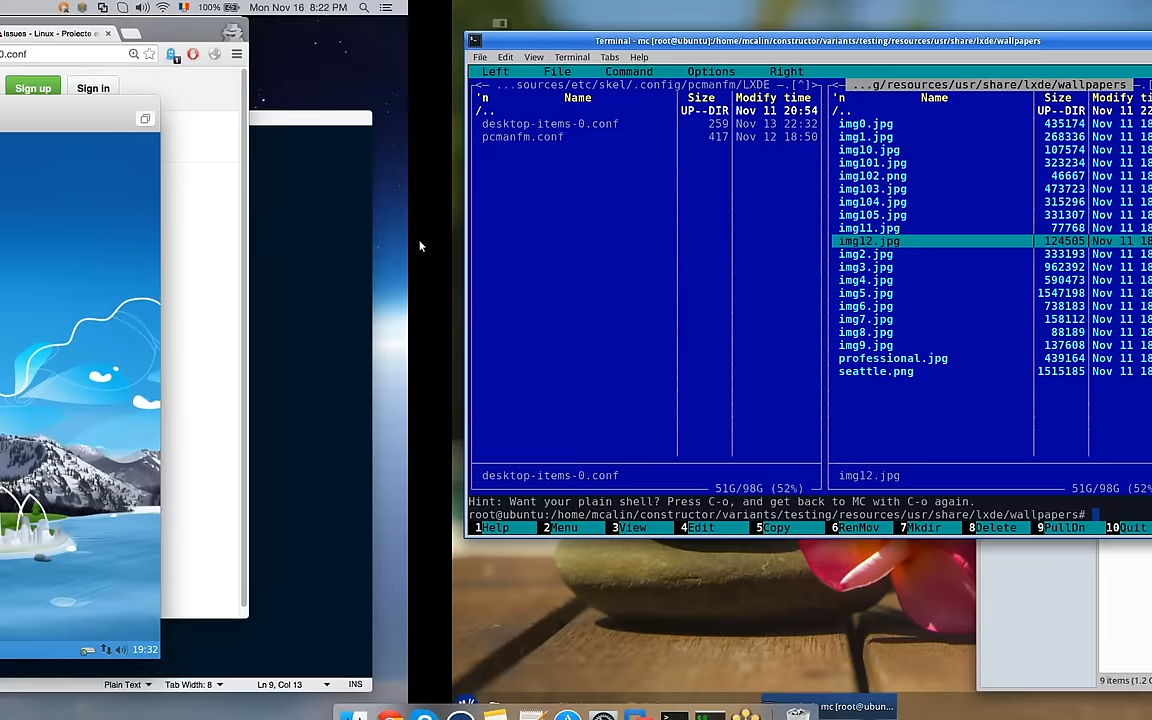 100%
Mon Nov 16 8:22 PM
Issues - Linux - Proiecte o
0.conf
1
Sign up
Sign in
19:32
Plain Text
Tab Width: 8
Ln 9, Col 13
INS
Terminal - mc [root@ubuntu]:/home/mcalin/constructor/variants/testing/resources/usr/share/lxde/wallpapers
File Edit View Terminal Tabs Help
Left File Command Options Right
<─ ...sources/etc/skel/.config/pcmanfm/LXDE ─.[^]>
'n Name Size Modify time
/.. UP--DIR Nov 11 20:54
desktop-items-0.conf 259 Nov 13 22:32
pcmanfm.conf 417 Nov 12 18:50
desktop-items-0.conf
51G/98G (52%)
<─ ...g/resources/usr/share/lxde/wallpapers ─.[
'n Name Size Modify ti
/.. UP--DIR Nov 11 22
img0.jpg 435174 Nov 11 18
img1.jpg 268336 Nov 11 18
img10.jpg 107574 Nov 11 18
img101.jpg 323234 Nov 11 18
img102.png 46667 Nov 11 18
img103.jpg 473723 Nov 11 18
img104.jpg 315296 Nov 11 18
img105.jpg 331307 Nov 11 18
img11.jpg 77768 Nov 11 18
img12.jpg 124505 Nov 11 18
img2.jpg 333193 Nov 11 18
img3.jpg 962392 Nov 11 18
img4.jpg 590473 Nov 11 18
img5.jpg 1547198 Nov 11 18
img6.jpg 738183 Nov 11 18
img7.jpg 158112 Nov 11 18
img8.jpg 88189 Nov 11 18
img9.jpg 137608 Nov 11 18
professional.jpg 439164 Nov 11 18
seattle.png 1515185 Nov 11 18
img12.jpg
51G/98G (52%
Hint: Want your plain shell? Press C-o, and get back to MC with C-o again.
root@ubuntu:/home/mcalin/constructor/variants/testing/resources/usr/share/lxde/wallpapers#
1Help 2Menu 3View 4Edit 5Copy 6RenMov 7Mkdir 8Delete 9PullDn 10Quit
9 items (1.2 G
mc [root@ubun...